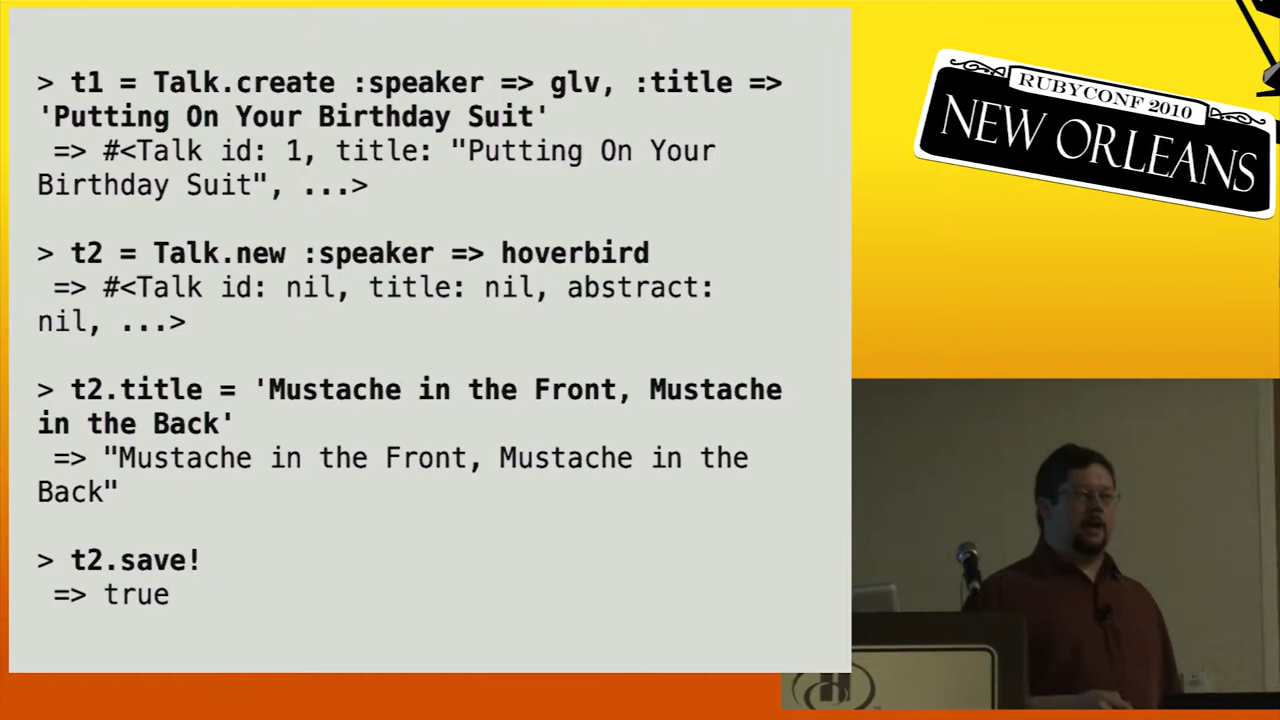 > t1 = Talk.create :speaker => glv, :title =>
'Putting On Your Birthday Suit'
=> #<Talk id: 1, title: "Putting On Your
Birthday Suit", ...>
> t2 = Talk.new :speaker => hoverbird
=> #<Talk id: nil, title: nil, abstract:
nil, ...>
> t2.title = 'Mustache in the Front, Mustache
in the Back'
=> "Mustache in the Front, Mustache in the
Back"
> t2.save!
=> true
RUBYCONF 2010
NEW ORLEANS